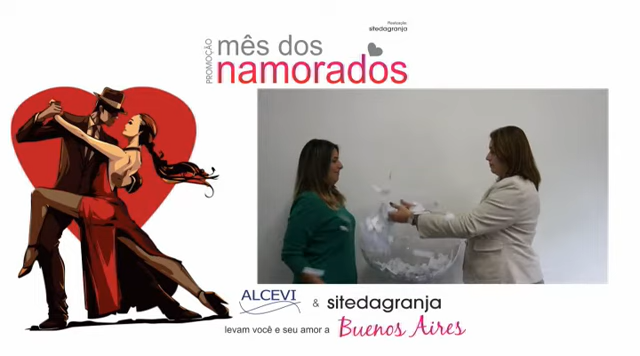 Realização:
sitedagranja
PROMOÇÃO
mês dos
namorados
ALCEVI & sitedagranja
levam você e seu amor a Buenos Aires